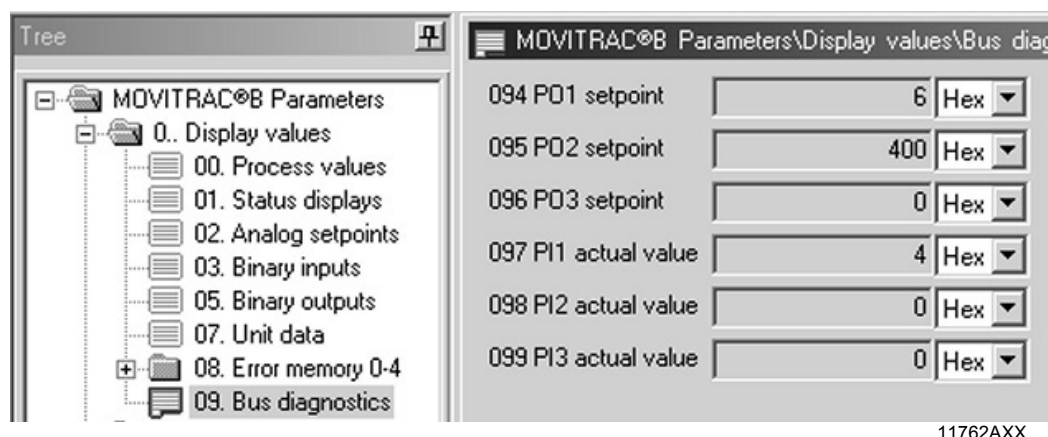 Tree
MOVITRAC®B Parameters
0.. Display values
00. Process values
01. Status displays
02. Analog setpoints
03. Binary inputs
05. Binary outputs
07. Unit data
08. Error memory 0-4
09. Bus diagnostics
MOVITRAC®B Parameters\Display values\Bus diag
094 PO1 setpoint 6 Hex
095 PO2 setpoint 400 Hex
096 PO3 setpoint 0 Hex
097 PI1 actual value 4 Hex
098 PI2 actual value 0 Hex
099 PI3 actual value 0 Hex
11762AXX